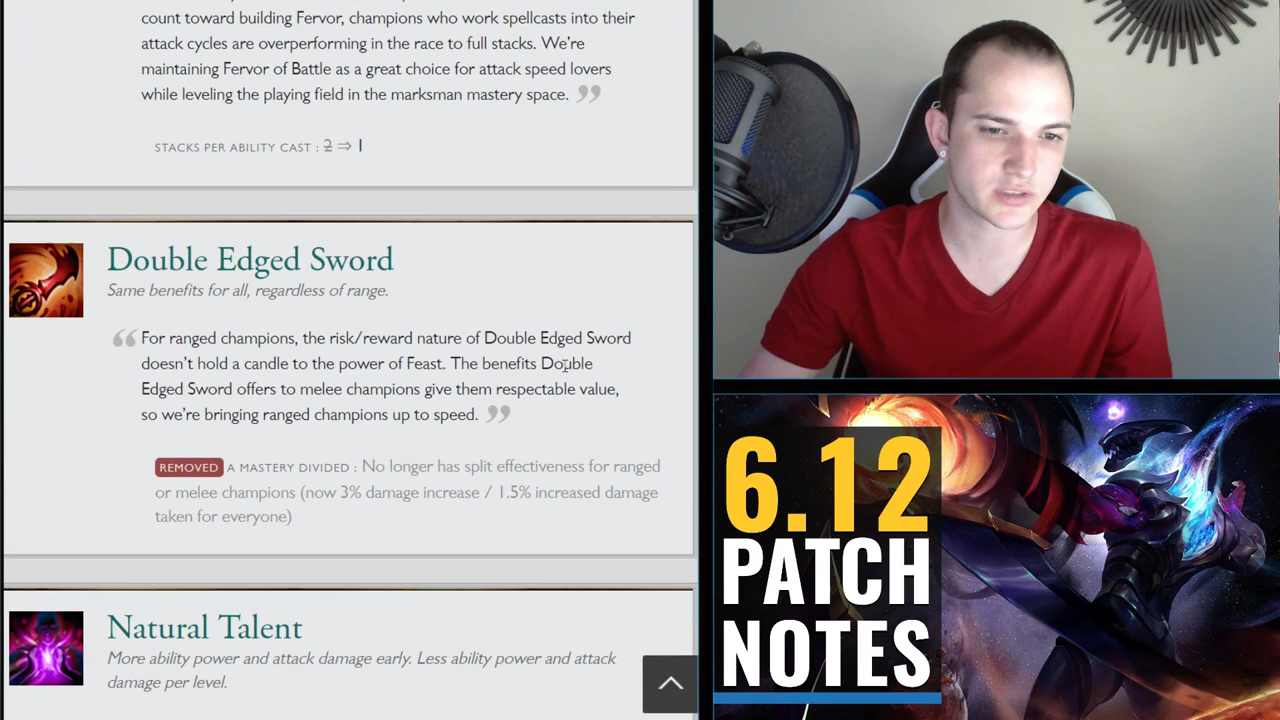 count toward building Fervor, champions who work spellcasts into their
attack cycles are overperforming in the race to full stacks. We're
maintaining Fervor of Battle as a great choice for attack speed lovers
while leveling the playing field in the marksman mastery space. ”
STACKS PER ABILITY CAST : 2 ⇒ 1
Double Edged Sword
Same benefits for all, regardless of range.
“ For ranged champions, the risk/reward nature of Double Edged Sword
doesn't hold a candle to the power of Feast. The benefits Double
Edged Sword offers to melee champions give them respectable value,
so we're bringing ranged champions up to speed. ”
REMOVED A MASTERY DIVIDED : No longer has split effectiveness for ranged
or melee champions (now 3% damage increase / 1.5% increased damage
taken for everyone)
Natural Talent
More ability power and attack damage early. Less ability power and attack
damage per level.
6.12
PATCH
NOTES